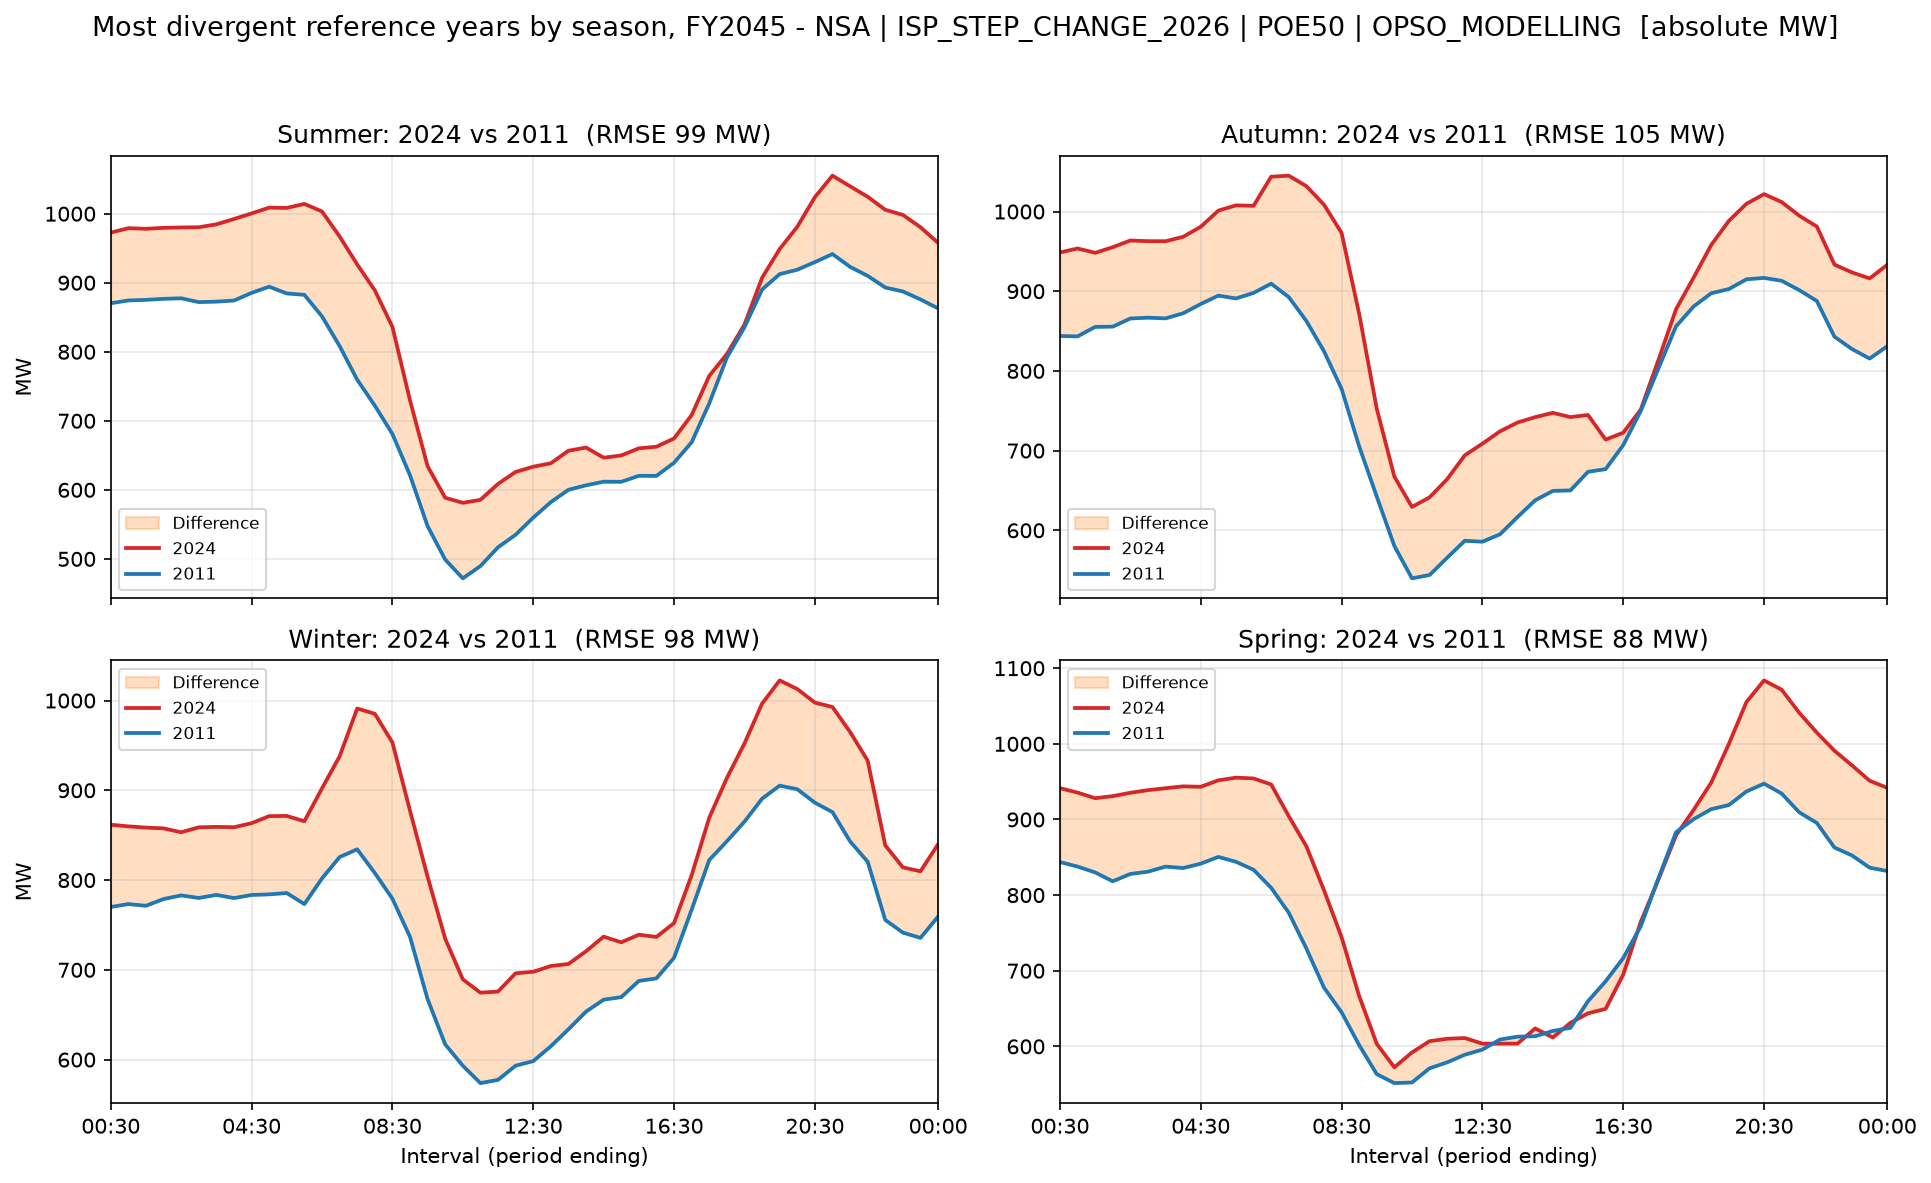 Most divergent reference years by season, FY2045 - NSA | ISP_STEP_CHANGE_2026 | POE50 | OPSO_MODELLING  [absolute MW]
Summer: 2024 vs 2011  (RMSE 99 MW)
MW
1000
900
800
700
600
500
Difference
2024
2011
Autumn: 2024 vs 2011  (RMSE 105 MW)
1000
900
800
700
600
Difference
2024
2011
Winter: 2024 vs 2011  (RMSE 98 MW)
MW
1000
900
800
700
600
Difference
2024
2011
00:30 04:30 08:30 12:30 16:30 20:30 00:00
Interval (period ending)
Spring: 2024 vs 2011  (RMSE 88 MW)
1100
1000
900
800
700
600
Difference
2024
2011
00:30 04:30 08:30 12:30 16:30 20:30 00:00
Interval (period ending)